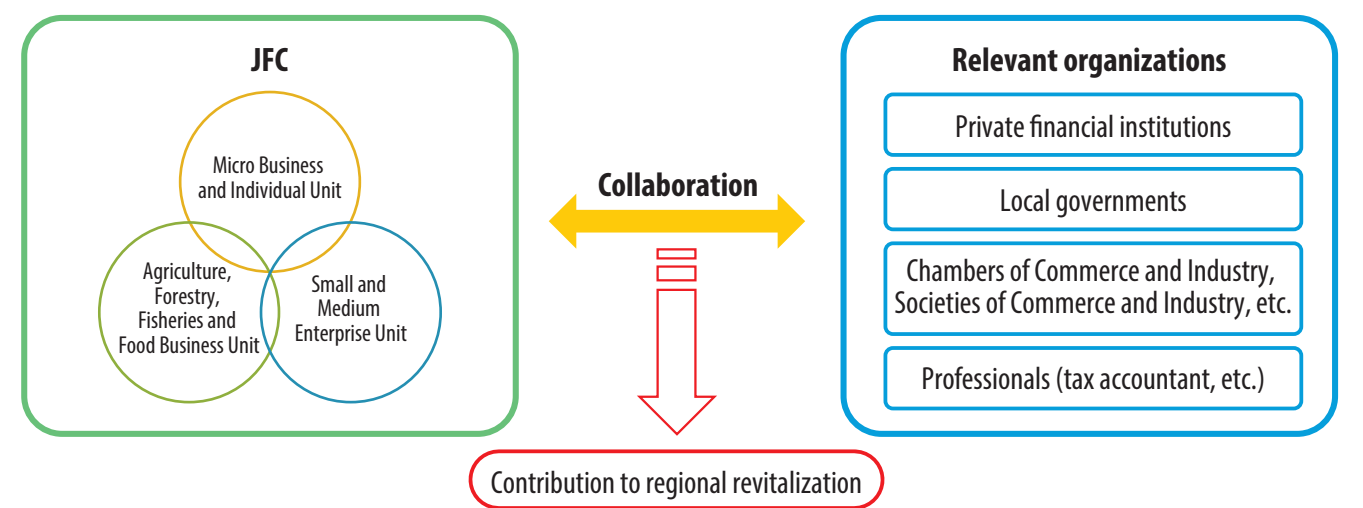 JFC
Micro Business
and Individual Unit
Agriculture,
Forestry,
Fisheries and
Food Business Unit
Small and
Medium
Enterprise Unit
Collaboration
Relevant organizations
Private financial institutions
Local governments
Chambers of Commerce and Industry,
Societies of Commerce and Industry, etc.
Professionals (tax accountant, etc.)
Contribution to regional revitalization